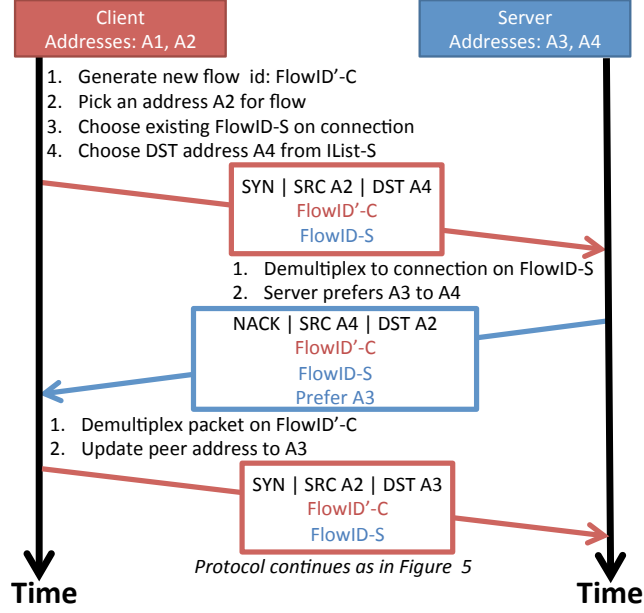 Client
Addresses: A1, A2
Server
Addresses: A3, A4
1. Generate new flow id: FlowID’-C
2. Pick an address A2 for flow
3. Choose existing FlowID-S on connection
4. Choose DST address A4 from IList-S
SYN | SRC A2 | DST A4
FlowID’-C
FlowID-S
1. Demultiplex to connection on FlowID-S
2. Server prefers A3 to A4
NACK | SRC A4 | DST A2
FlowID’-C
FlowID-S
Prefer A3
1. Demultiplex packet on FlowID’-C
2. Update peer address to A3
SYN | SRC A2 | DST A3
FlowID’-C
FlowID-S
Protocol continues as in Figure 5
Time
Time